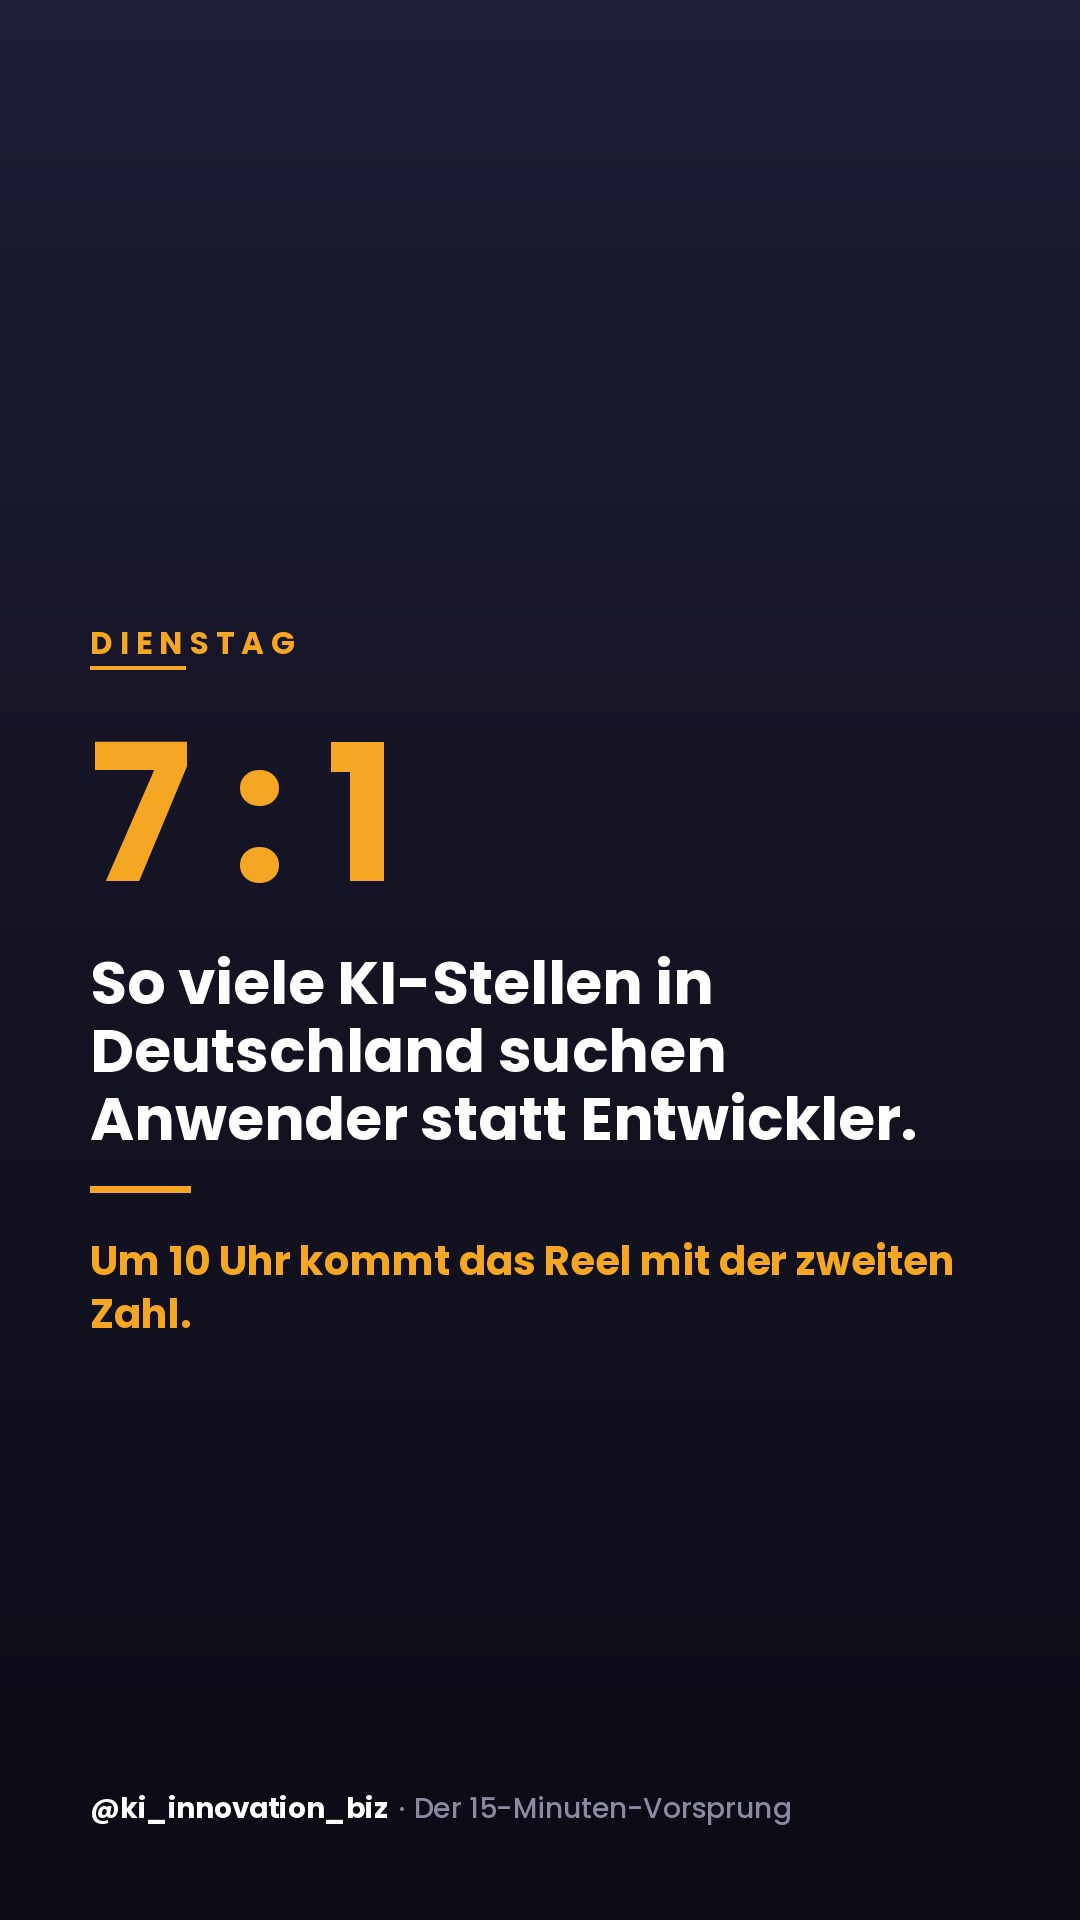 DIENSTAG
7:1
So viele KI-Stellen in
Deutschland suchen
Anwender statt Entwickler.
Um 10 Uhr kommt das Reel mit der zweiten
Zahl.
@ki_innovation_biz · Der 15-Minuten-Vorsprung